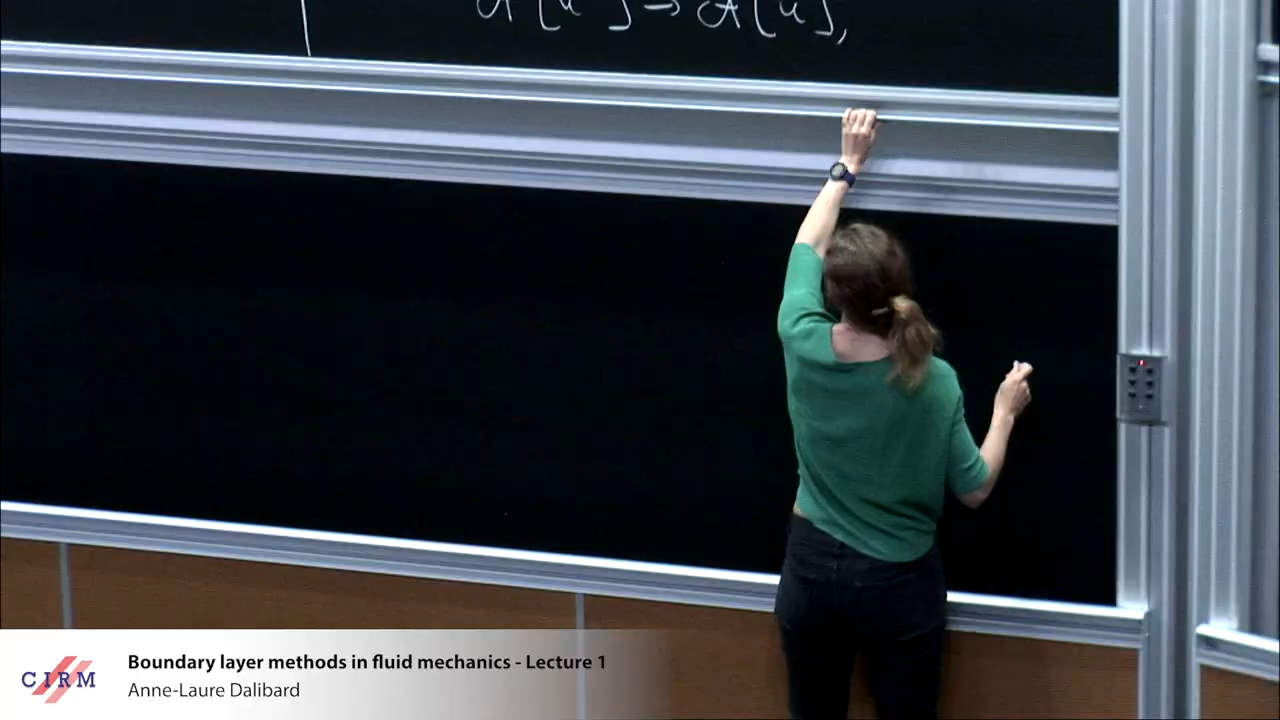 𝒜[u ] → 𝒜[u],
Boundary layer methods in fluid mechanics - Lecture 1
CIRM
Anne-Laure Dalibard